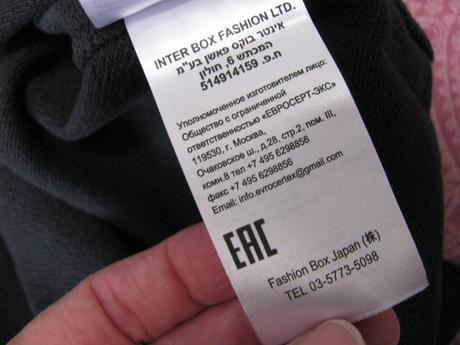 INTER BOX FASHION LTD.
אינטר בוקס פאשן בע"מ
המכתש 6, חולון
ח.פ. 514914159
Уполномоченное изготовителем лицо:
Общество с ограниченной
ответственностью «ЕВРОСЕРТ-ЭКС»
119530, г. Москва,
Очаковское ш., д.28, стр.2, пом. III,
комн.8 тел +7 495 6298856
факс +7 495 6298856
Email: info.evrocertex@gmail.com
EAC
Fashion Box Japan (株)
TEL 03-5773-5098